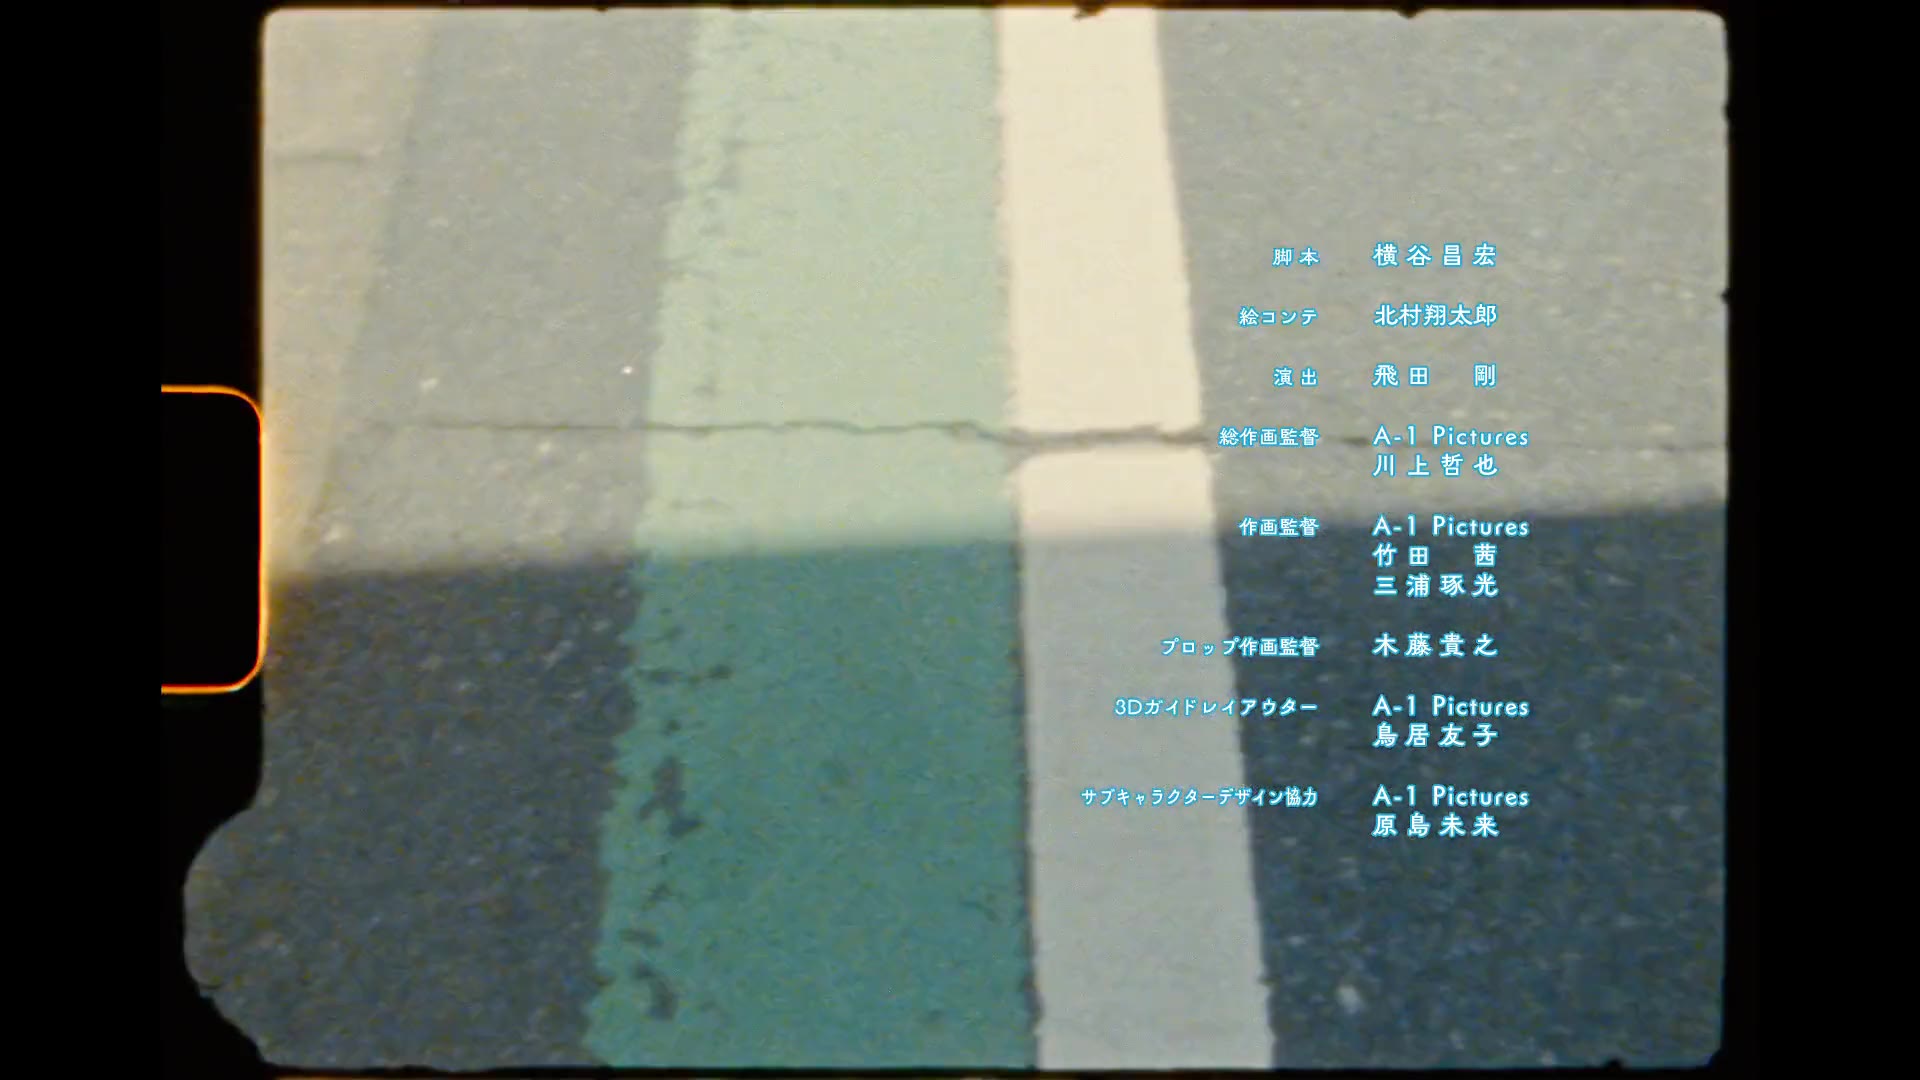 脚本 横谷昌宏
絵コンテ 北村翔太郎
演出 飛田 剛
総作画監督 A-1 Pictures
川上哲也
作画監督 A-1 Pictures
竹田 茜
三浦琢光
プロップ作画監督 木藤貴之
3Dガイドレイアウター A-1 Pictures
鳥居友子
サブキャラクターデザイン協力 A-1 Pictures
原島未来